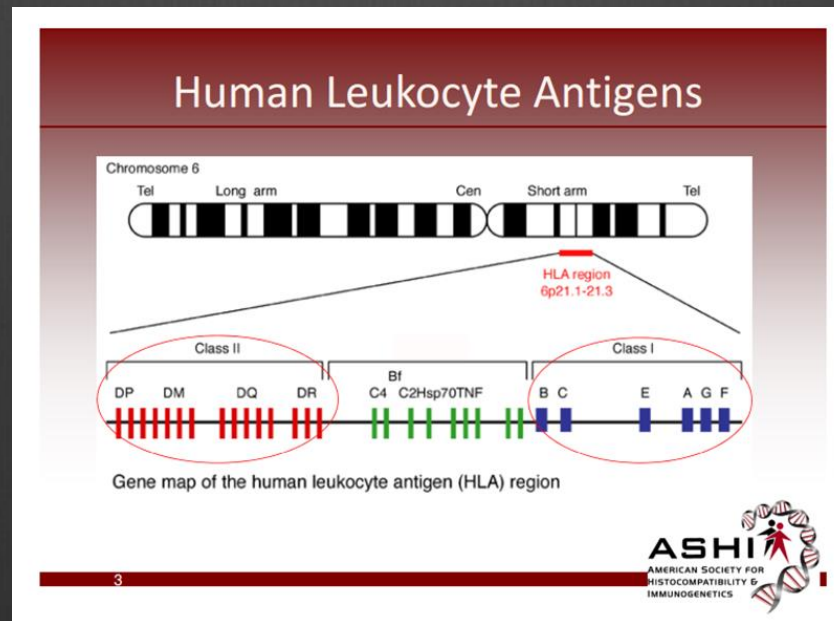 Human Leukocyte Antigens
Chromosome 6
Tel Long arm Cen Short arm Tel
HLA region
6p21.1-21.3
Class II Class I
Bf
DP DM DQ DR C4 C2Hsp70TNF B C E A G F
Gene map of the human leukocyte antigen (HLA) region
ASHI
AMERICAN SOCIETY FOR
HISTOCOMPATIBILITY &
IMMUNOGENETICS
3